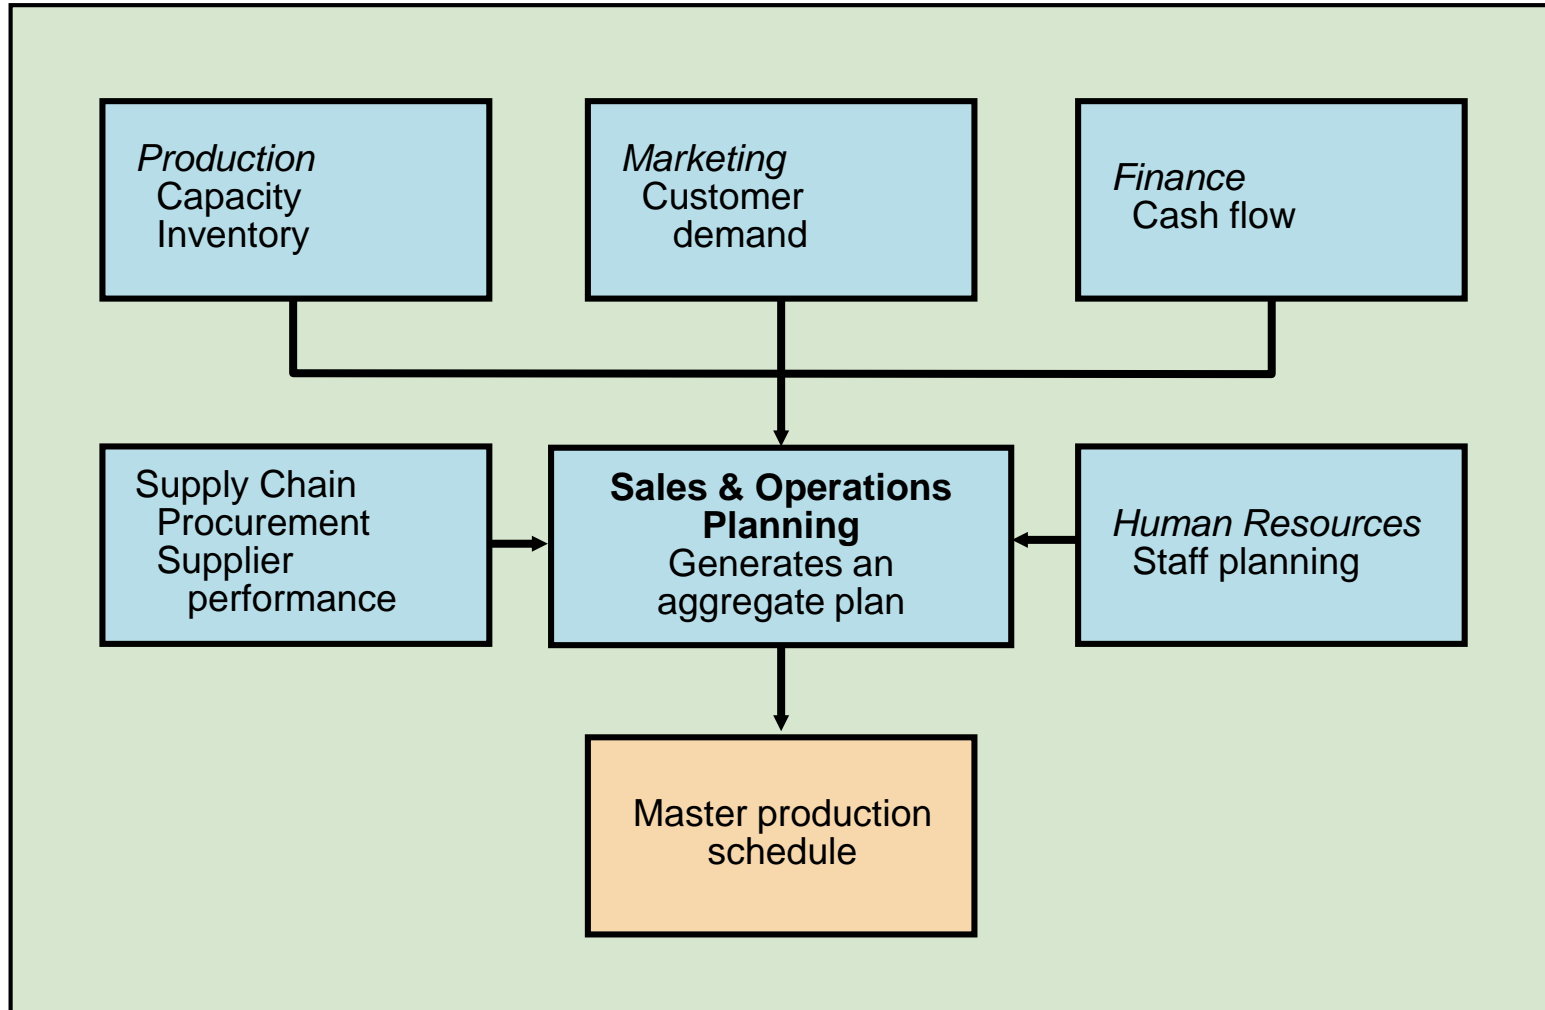 Production
Capacity
Inventory
Marketing
Customer
demand
Finance
Cash flow
Supply Chain
Procurement
Supplier
performance
Sales & Operations
Planning
Generates an
aggregate plan
Human Resources
Staff planning
Master production
schedule